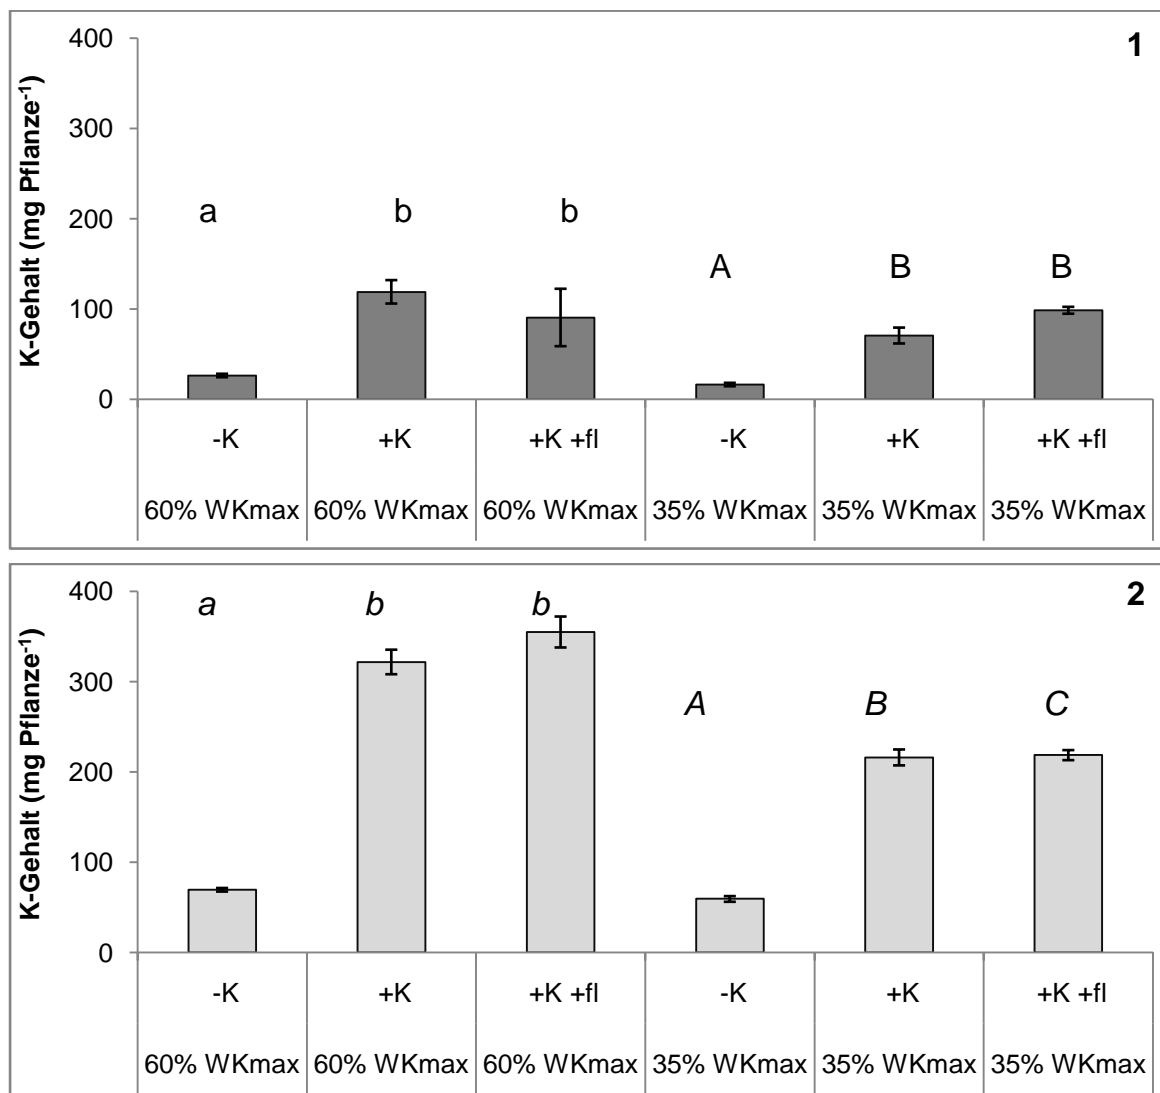 1
K-Gehalt (mg Pflanze-1)
400
300
200
100
0
a b b A B B
-K +K +K +fl -K +K +K +fl
60% WKmax 60% WKmax 60% WKmax 35% WKmax 35% WKmax 35% WKmax
2
K-Gehalt (mg Pflanze-1)
400
300
200
100
0
a b b A B C
-K +K +K +fl -K +K +K +fl
60% WKmax 60% WKmax 60% WKmax 35% WKmax 35% WKmax 35% WKmax